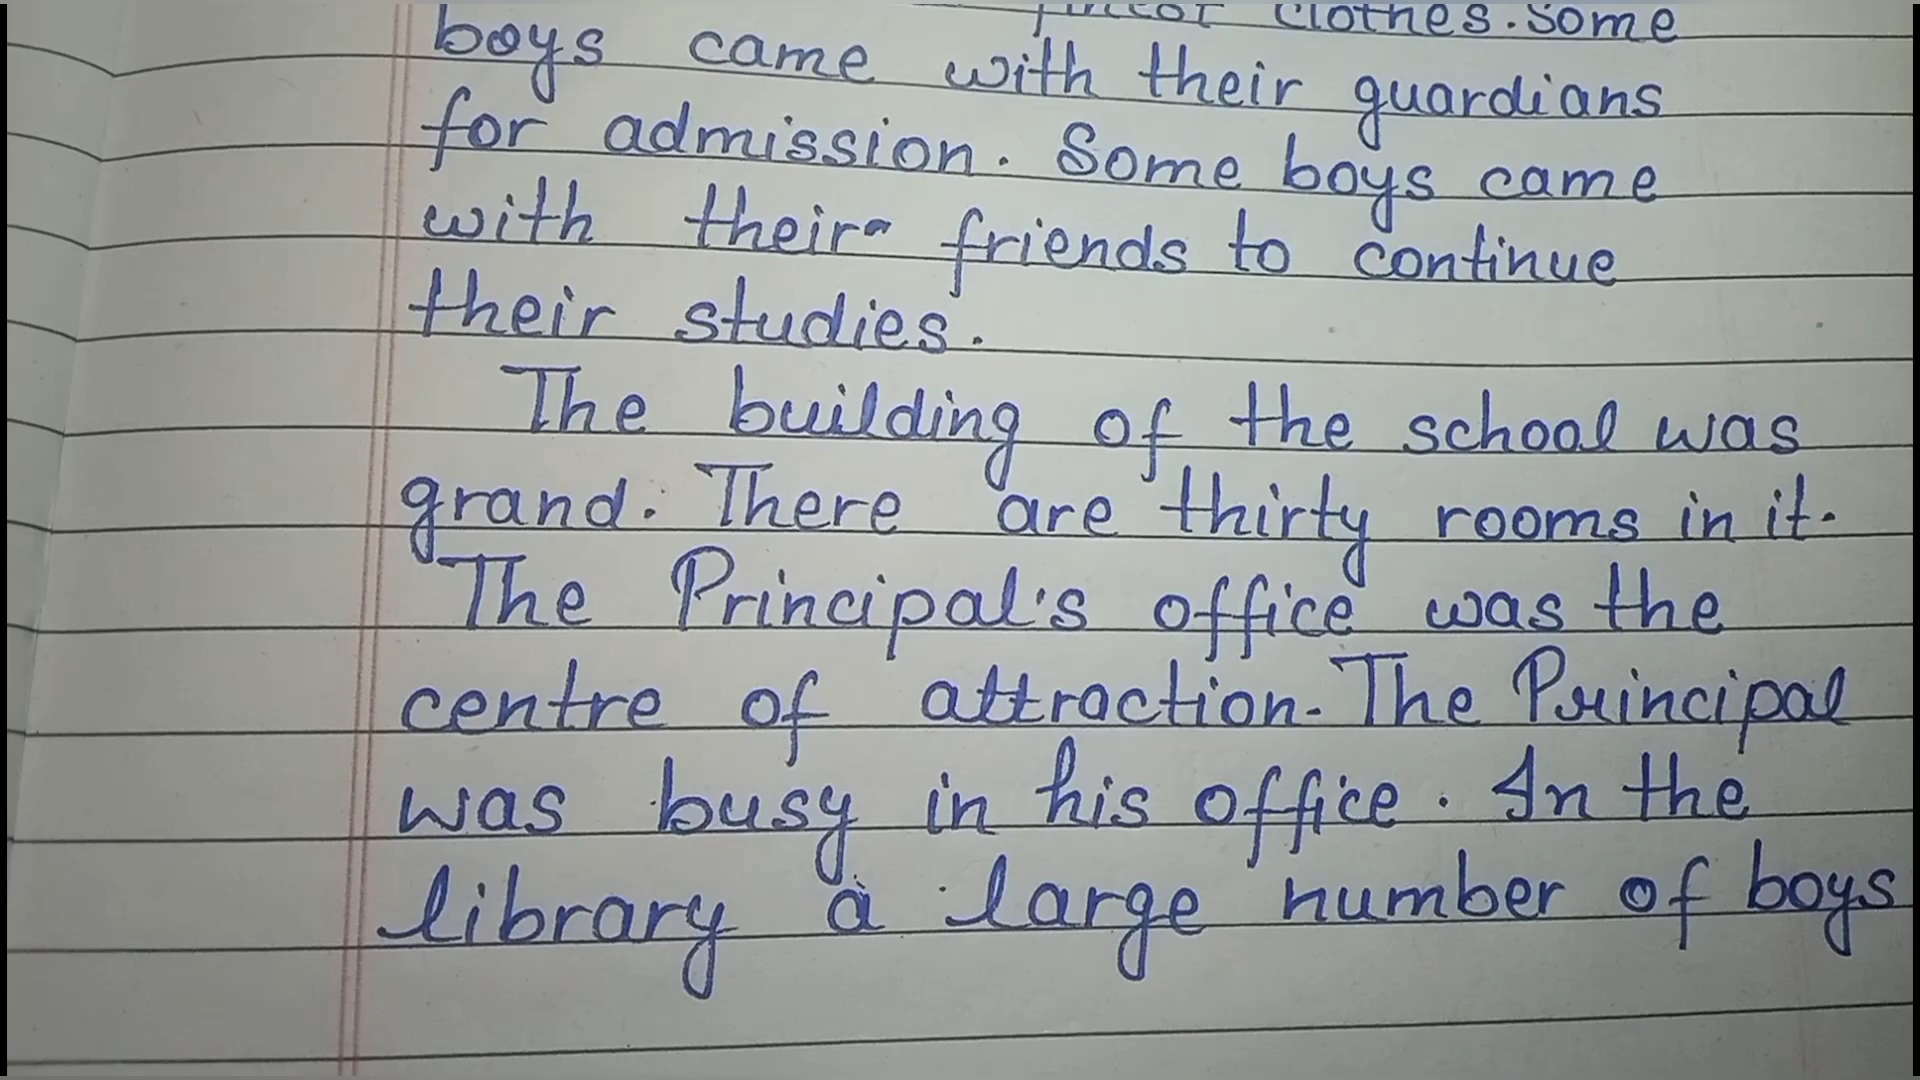 clothes. Some
boys came with their guardians
for admission. Some boys came
with their friends to continue
their studies.
The building of the school was
grand. There are thirty rooms in it.
The Principal's office was the
centre of attraction. The Principal
was busy in his office. In the
library a large number of boys